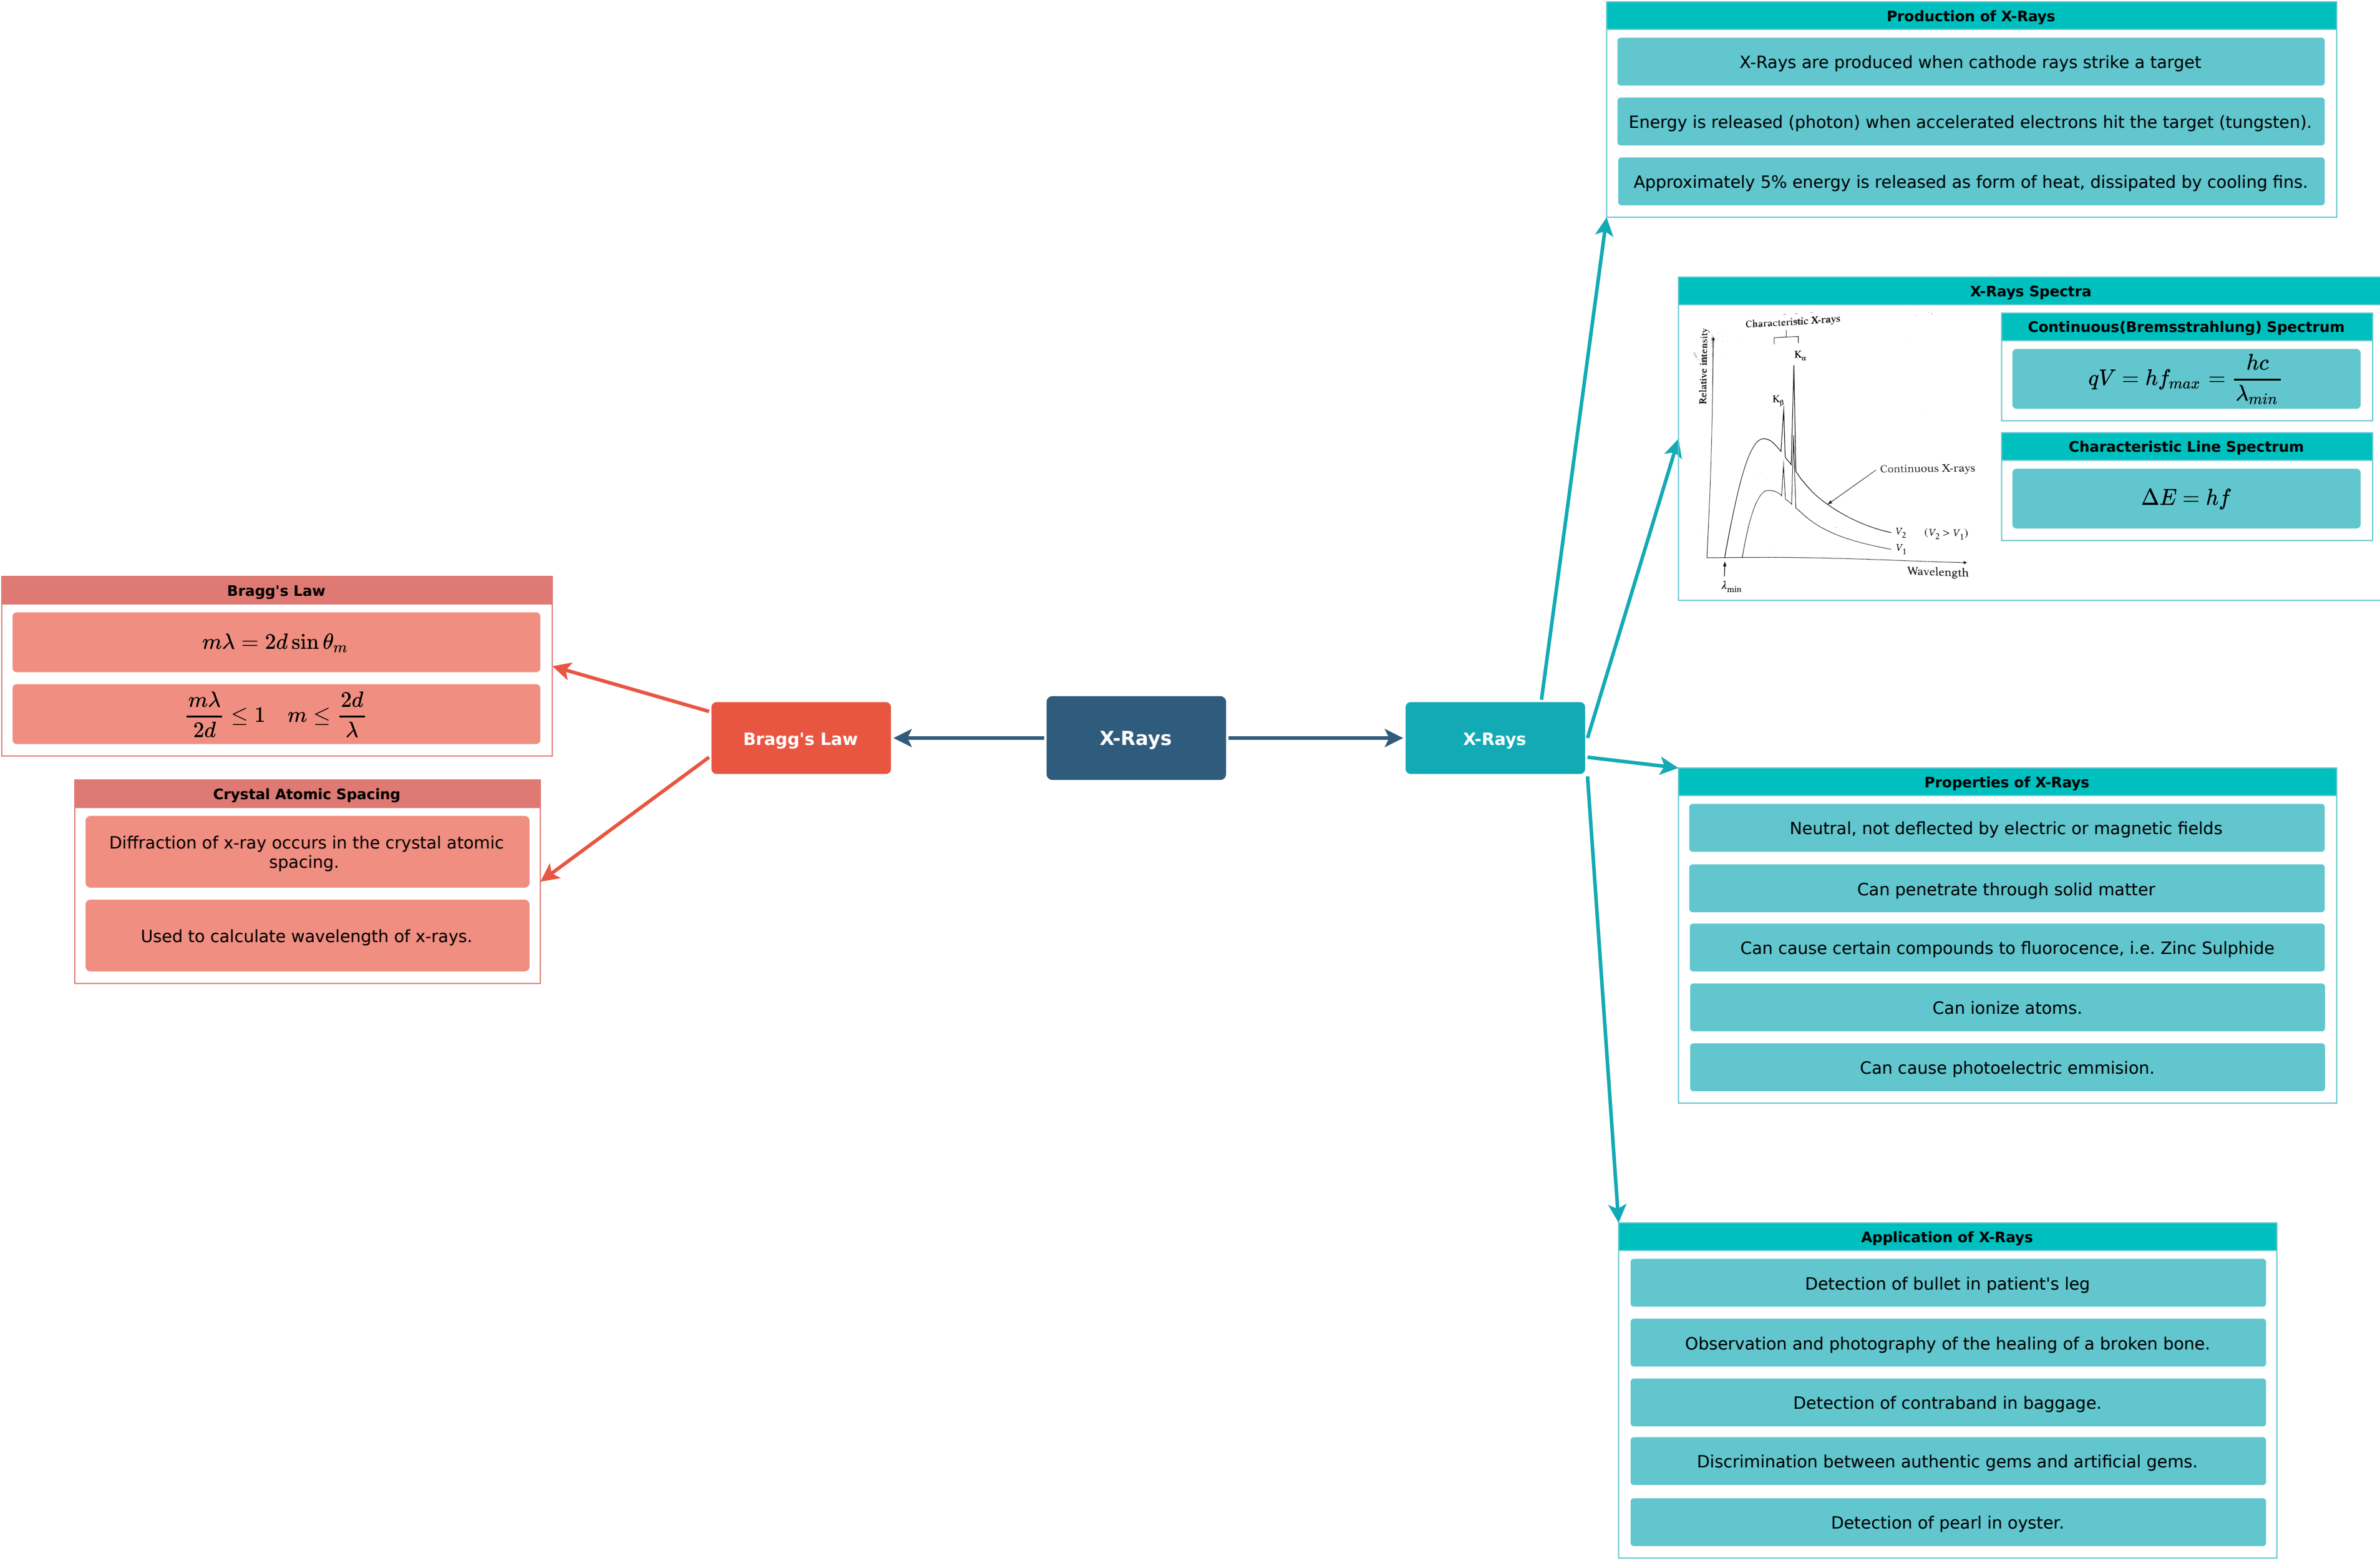 Production of X-Rays
X-Rays are produced when cathode rays strike a target
Energy is released (photon) when accelerated electrons hit the target (tungsten).
Approximately 5% energy is released as form of heat, dissipated by cooling fins.
X-Rays Spectra
Characteristic X-rays
Relative intensity
Kα
Kβ
Continuous X-rays
V2 (V2 > V1)
V1
Wavelength
λmin
Continuous(Bremsstrahlung) Spectrum
qV = hfmax = hc/λmin
Characteristic Line Spectrum
ΔE = hf
Bragg's Law
mλ = 2d sin θm
mλ/2d ≤ 1 m ≤ 2d/λ
Bragg's Law
X-Rays
X-Rays
Crystal Atomic Spacing
Diffraction of x-ray occurs in the crystal atomic
spacing.
Used to calculate wavelength of x-rays.
Properties of X-Rays
Neutral, not deflected by electric or magnetic fields
Can penetrate through solid matter
Can cause certain compounds to fluorocence, i.e. Zinc Sulphide
Can ionize atoms.
Can cause photoelectric emmision.
Application of X-Rays
Detection of bullet in patient's leg
Observation and photography of the healing of a broken bone.
Detection of contraband in baggage.
Discrimination between authentic gems and artificial gems.
Detection of pearl in oyster.